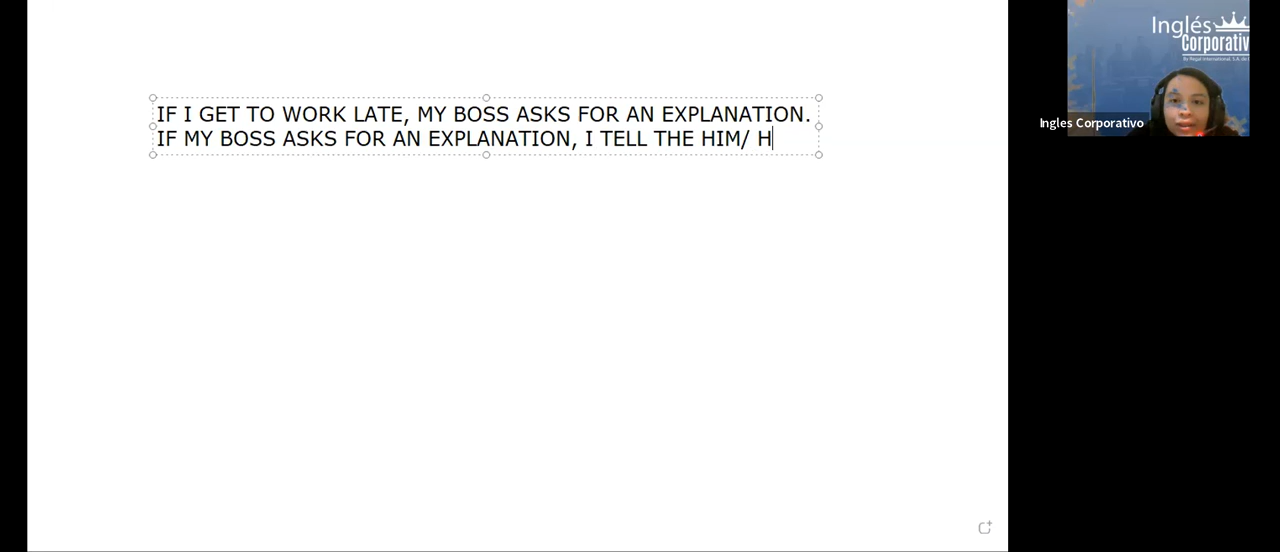 IF I GET TO WORK LATE, MY BOSS ASKS FOR AN EXPLANATION.
IF MY BOSS ASKS FOR AN EXPLANATION, I TELL THE HIM/ H
Inglés
Corporativ
Ingles Corporativo